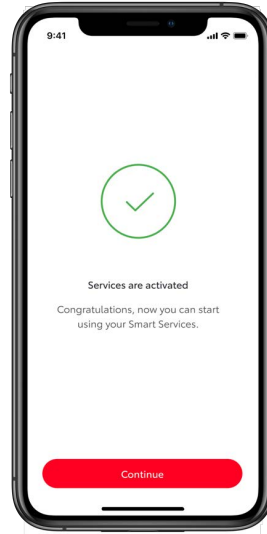 9:41
Services are activated
Congratulations, now you can start
using your Smart Services.
Continue